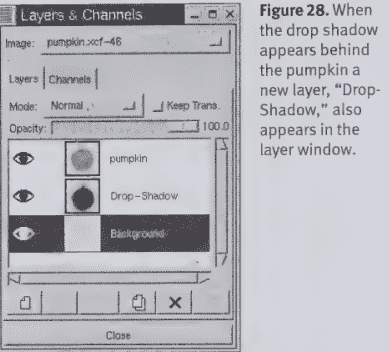 Layers & Channels
Image: pumpkin.xcf-46
Layers Channels
Mode: Normal Keep Trans.
Opacity: 100.0
pumpkin
Drop-Shadow
Background
Close
Figure 28. When
the drop shadow
appears behind
the pumpkin a
new layer, “Drop-
Shadow,” also
appears in the
layer window.